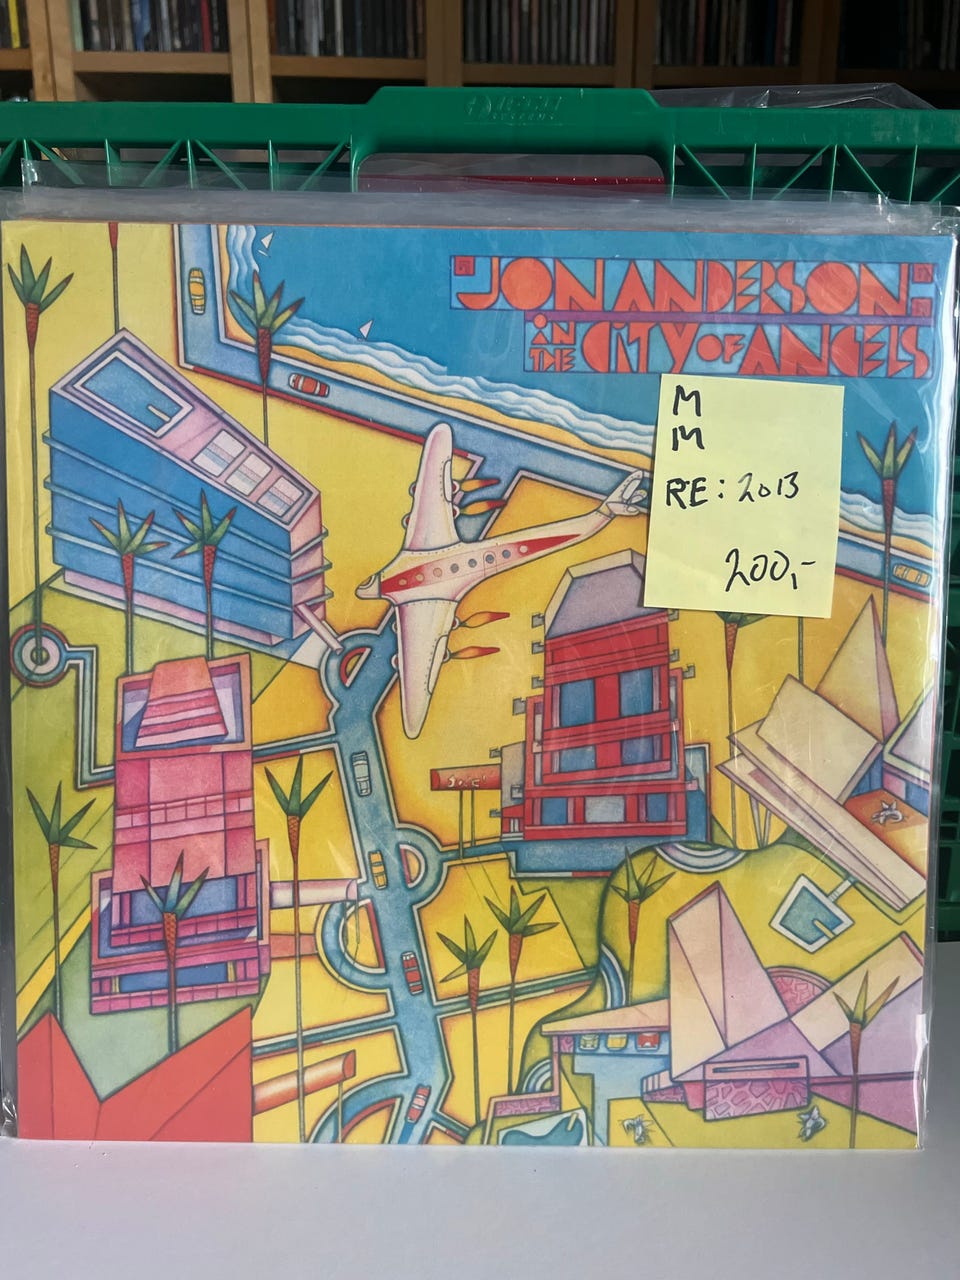 JON ANDERSON
IN THE CITY OF ANGELS
M
M
RE: 2013
200,-